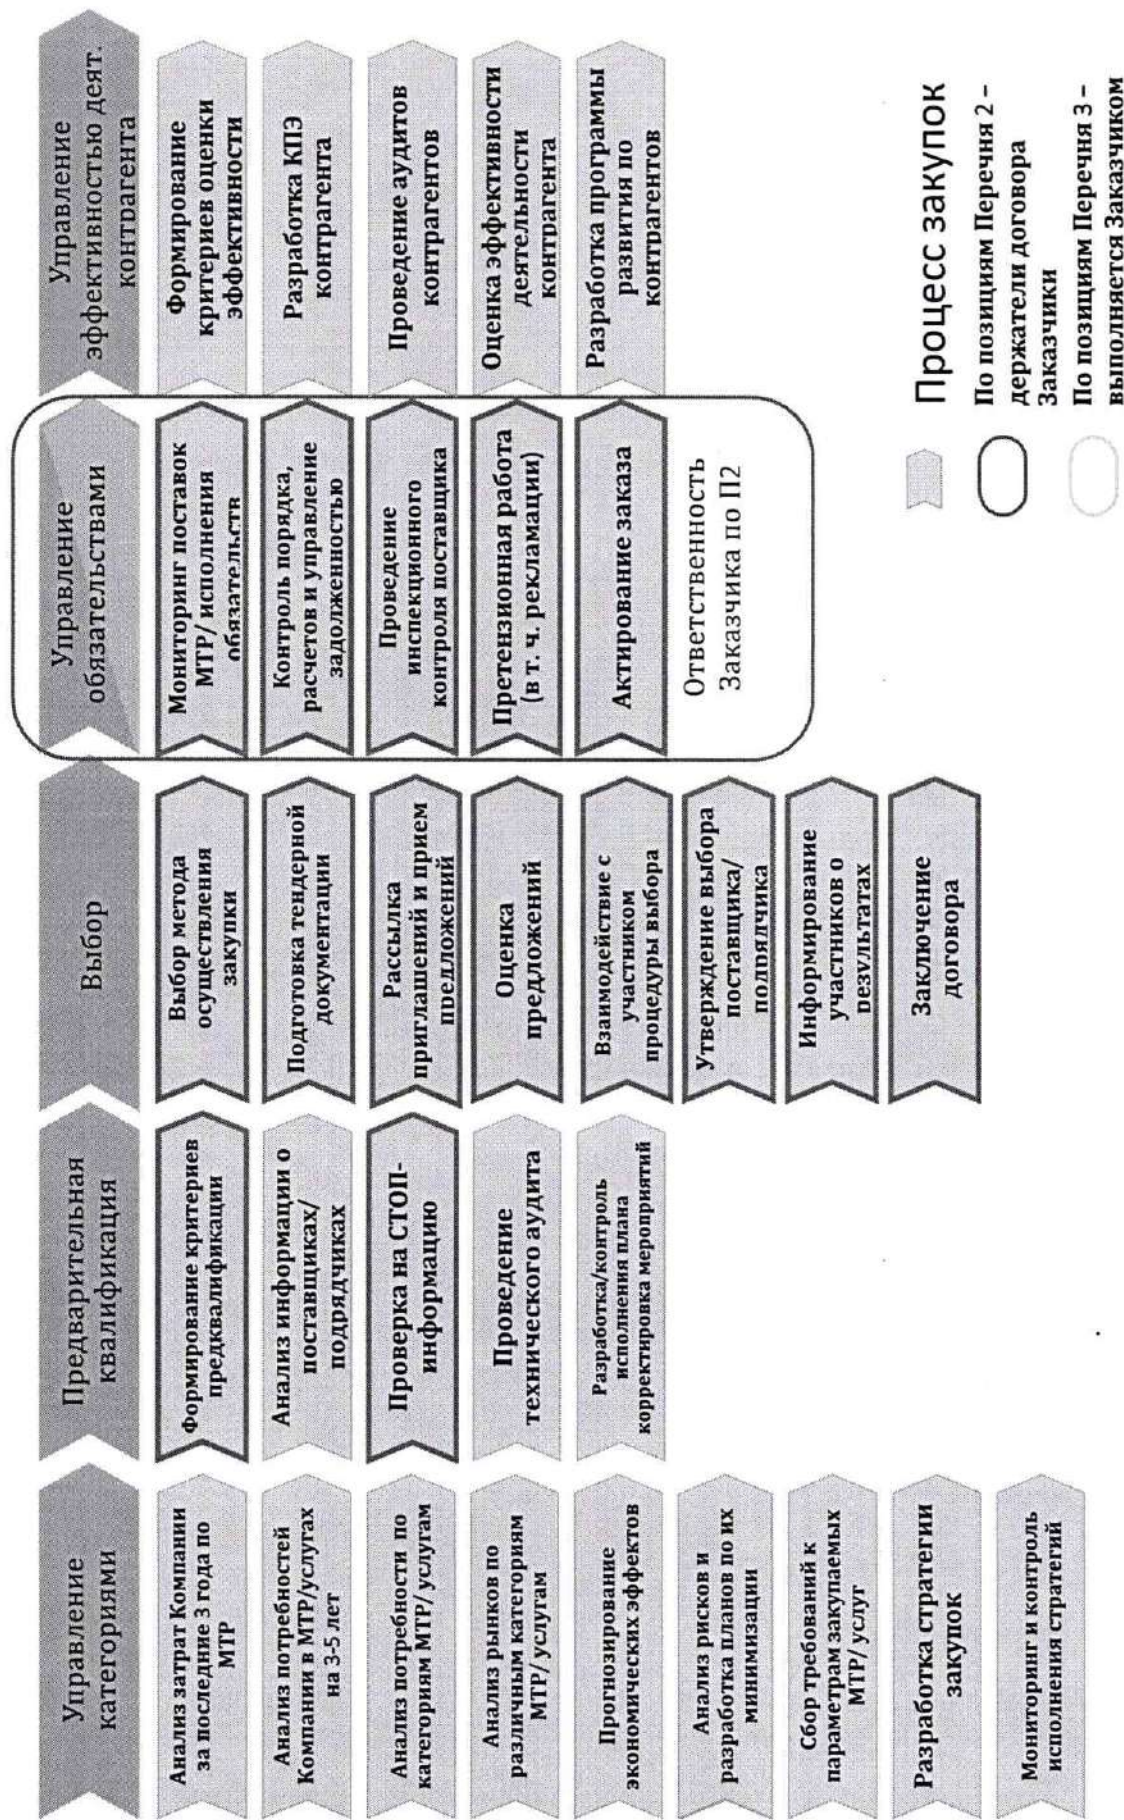 Управление
категориями
Анализ затрат Компании
за последние 3 года по
МТР
Анализ потребностей
Компании в МТР/услугах
на 3-5 лет
Анализ потребности по
категориям МТР/услугам
Анализ рынков по
различным категориям
МТР/услугам
Прогнозирование
экономических эффектов
Анализ рисков и
разработка планов по их
минимизации
Сбор требований к
параметрам закупаемых
МТР/услуг
Разработка стратегии
закупок
Мониторинг и контроль
исполнения стратегий
Предварительная
квалификация
Формирование критериев
предквалификации
Анализ информации о
поставщиках/
подрядчиках
Проверка на СТОП-
информацию
Проведение
технического аудита
Разработка/контроль
исполнения плана
корректировка мероприятий
Выбор
Выбор метода
осуществления
закупки
Подготовка тендерной
документации
Рассылка
приглашений и прием
предложений
Оценка
предложений
Взаимодействие с
участником
процедуры выбора
Утверждение выбора
поставщика/
подрядчика
Информирование
участников о
результатах
Заключение
договора
Управление
обязательствами
Мониторинг поставок
МТР/ исполнения
обязательств
Контроль порядка,
расчетов и управление
задолженностью
Проведение
инспекционного
контроля поставщика
Претензионная работа
(в т. ч. рекламации)
Актирование заказа
Ответственность
Заказчика по П2
Управление
эффективностью деят.
контрагента
Формирование
критериев оценки
эффективности
Разработка КПЭ
контрагента
Проведение аудитов
контрагентов
Оценка эффективности
деятельности
контрагента
Разработка программы
развития по
контрагентов
Процесс закупок
По позициям Перечня 2 –
держатели договора
Заказчики
По позициям Перечня 3 –
выполняется Заказчиком